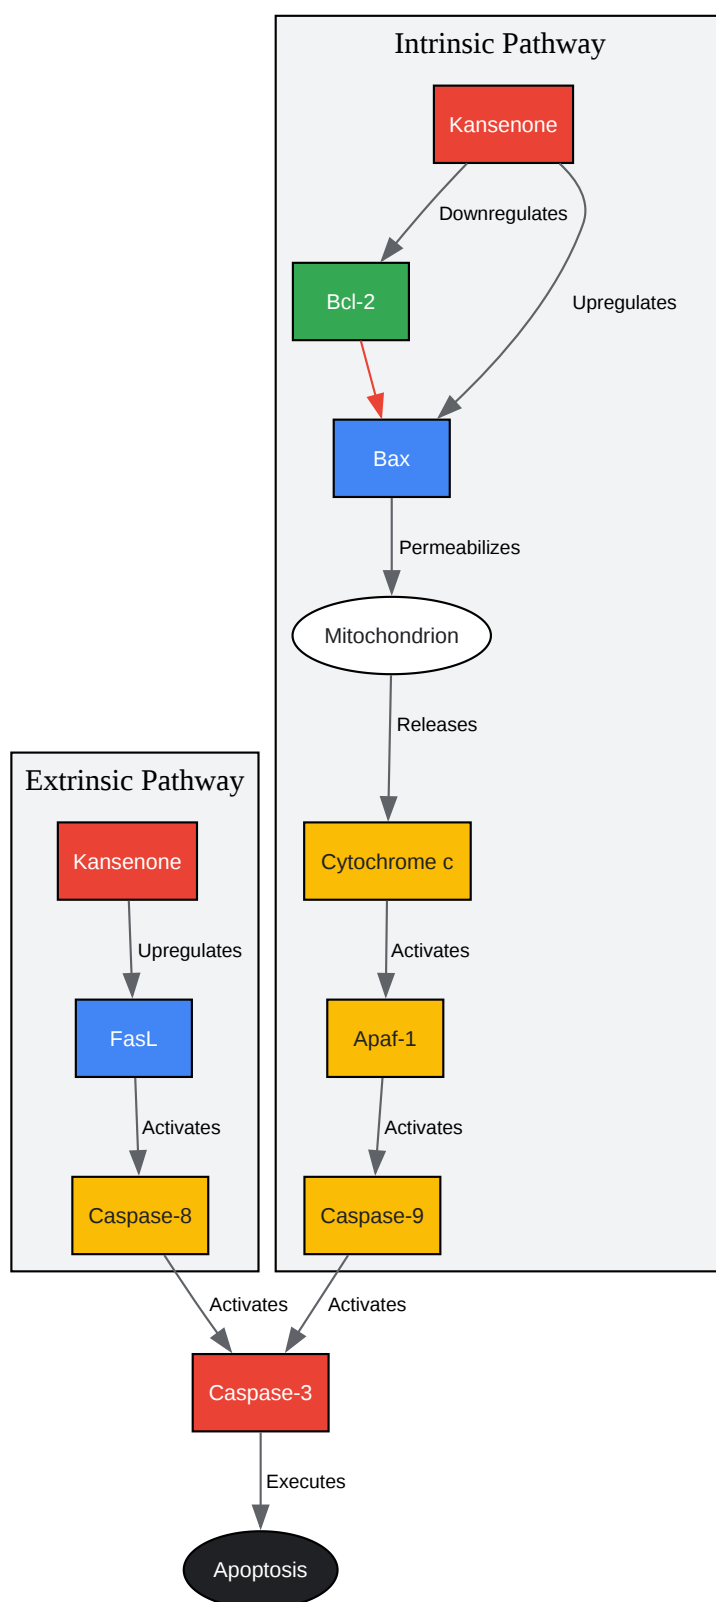 Intrinsic Pathway
Kansenone
Downregulates
Bcl-2
Upregulates
Bax
Permeabilizes
Mitochondrion
Releases
Extrinsic Pathway
Kansenone
Cytochrome c
Upregulates
Activates
FasL
Apaf-1
Activates
Activates
Caspase-8
Caspase-9
Activates
Activates
Caspase-3
Executes
Apoptosis